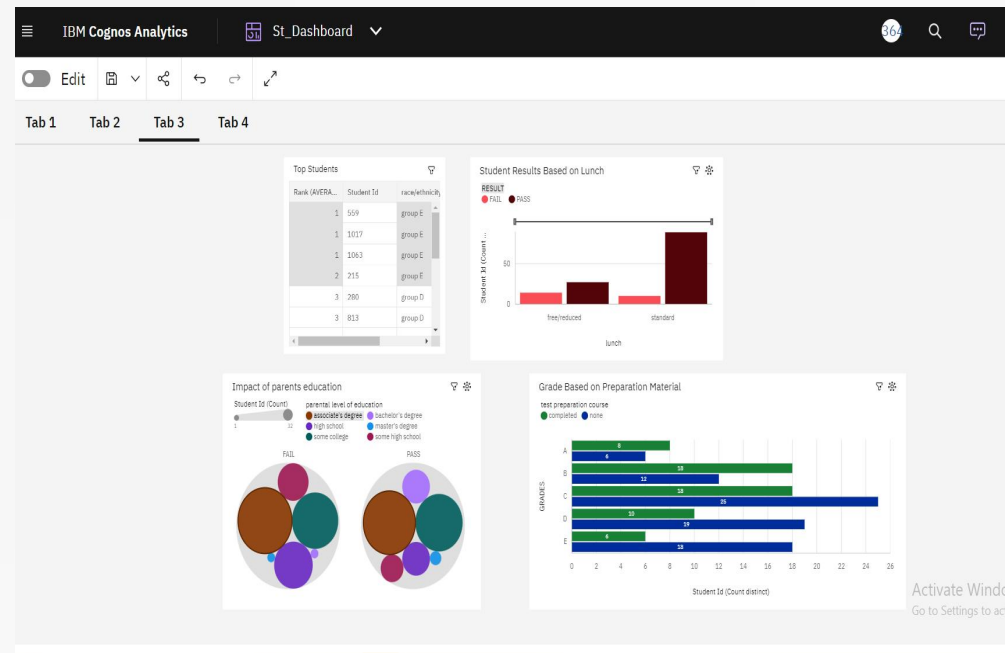 IBM Cognos Analytics
St_Dashboard
364
Edit
Tab 1 Tab 2 Tab 3 Tab 4
Top Students
Rank (AVERA... Student Id race/ethnicity
1 559 group E
1 1017 group E
1 1063 group E
2 215 group E
3 280 group D
3 813 group D
Student Results Based on Lunch
RESULT
FAIL PASS
Student Id (Count ...
50
0
free/reduced standard
lunch
Impact of parents education
Student Id (Count) parental level of education
1 32
associate's degree bachelor's degree
high school master's degree
some college some high school
FAIL PASS
Grade Based on Preparation Material
test preparation course
completed none
GRADES
A 8
6
B 18
12
C 18
25
D 10
19
E 6
18
0 2 4 6 8 10 12 14 16 18 20 22 24 26
Student Id (Count distinct)
Activate Windo
Go to Settings to ac